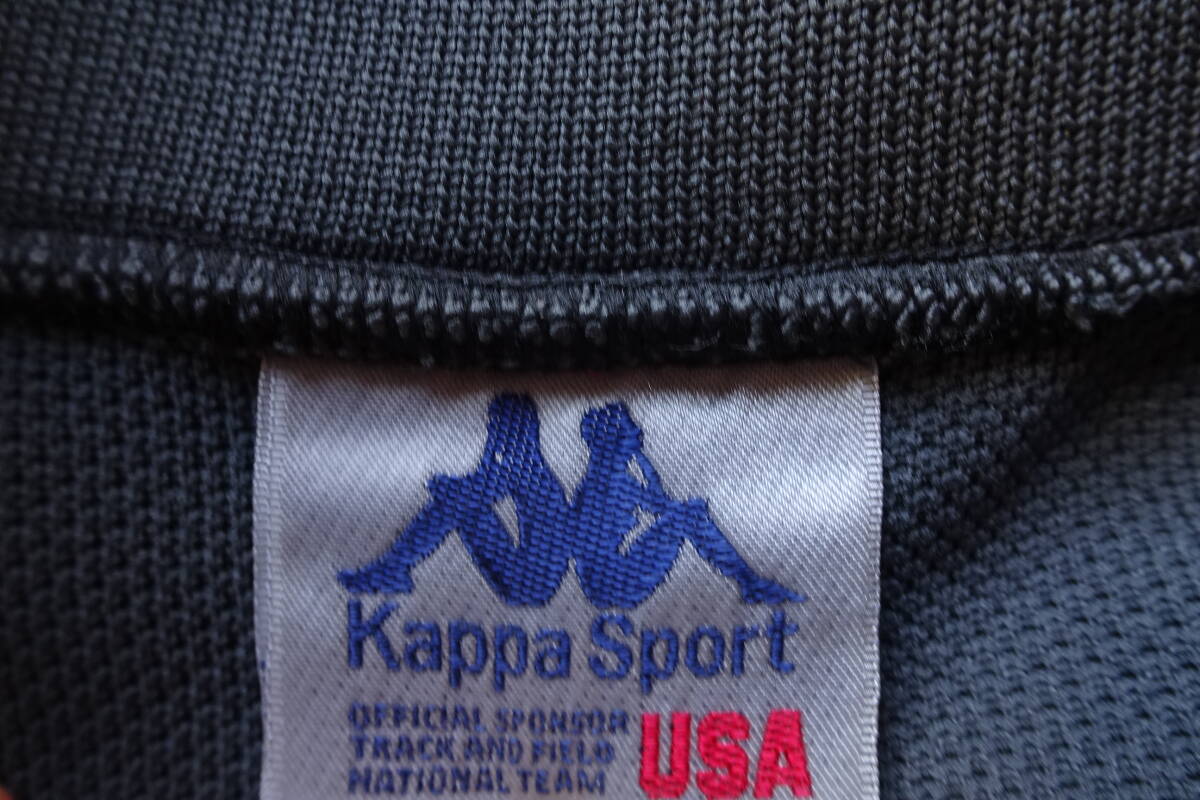 Kappa Sport
OFFICIAL SPONSOR
TRACK AND FIELD
NATIONAL TEAM
USA